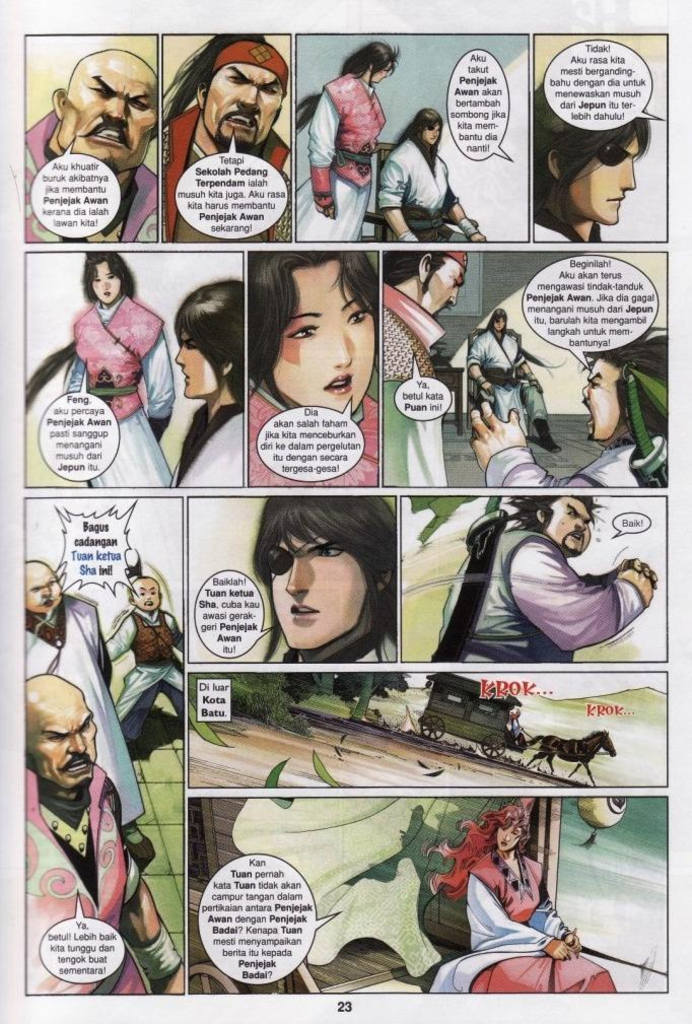 Aku khuatir
buruk akibatnya
jika membantu
Penjejak Awan
kerana dia ialah
lawan kita!
Tetapi
Sekolah Pedang
Terpendam ialah
musuh kita juga. Aku rasa
kita harus membantu
Penjejak Awan
sekarang!
Aku
takut
Penjejak
Awan akan
bertambah
sombong jika
kita mem-
bantu dia
nanti!
Tidak!
Aku rasa kita
mesti berganding-
bahu dengan dia untuk
menewaskan musuh
dari Jepun itu ter-
lebih dahulu!
Feng,
aku percaya
Penjejak Awan
pasti sanggup
menangani
musuh dari
Jepun itu.
Dia
akan salah faham
jika kita menceburkan
diri ke dalam pergelutan
itu dengan secara
tergesa-gesa!
Ya,
betul kata
Puan ini!
Beginilah!
Aku akan terus
mengawasi tindak-tanduk
Penjejak Awan. Jika dia gagal
menangani musuh dari Jepun
itu, barulah kita mengambil
langkah untuk mem-
bantunya!
Bagus
cadangan
Tuan ketua
Sha ini!
Ya,
betul! Lebih baik
kita tunggu dan
tengok buat
sementara!
Baiklah!
Tuan ketua
Sha, cuba kau
awasi gerak-
geri Penjejak
Awan
itu!
Baik!
Di luar
Kota
Batu.
KROK...
KROK...
Kan
Tuan pernah
kata Tuan tidak akan
campur tangan dalam
pertikaian antara Penjejak
Awan dengan Penjejak
Badai? Kenapa Tuan
mesti menyampaikan
berita itu kepada
Penjejak
Badai?
23